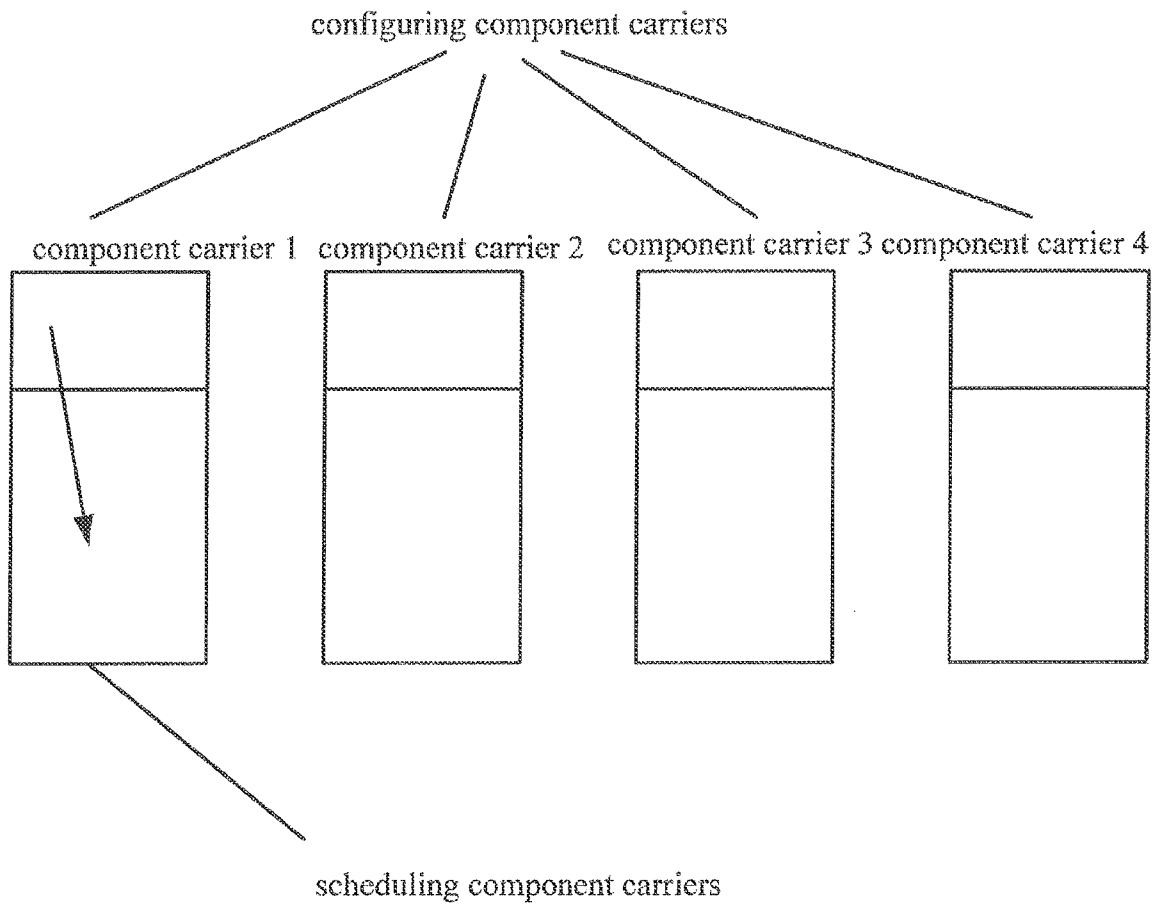 configuring component carriers
component carrier 1
component carrier 2
component carrier 3
component carrier 4
scheduling component carriers